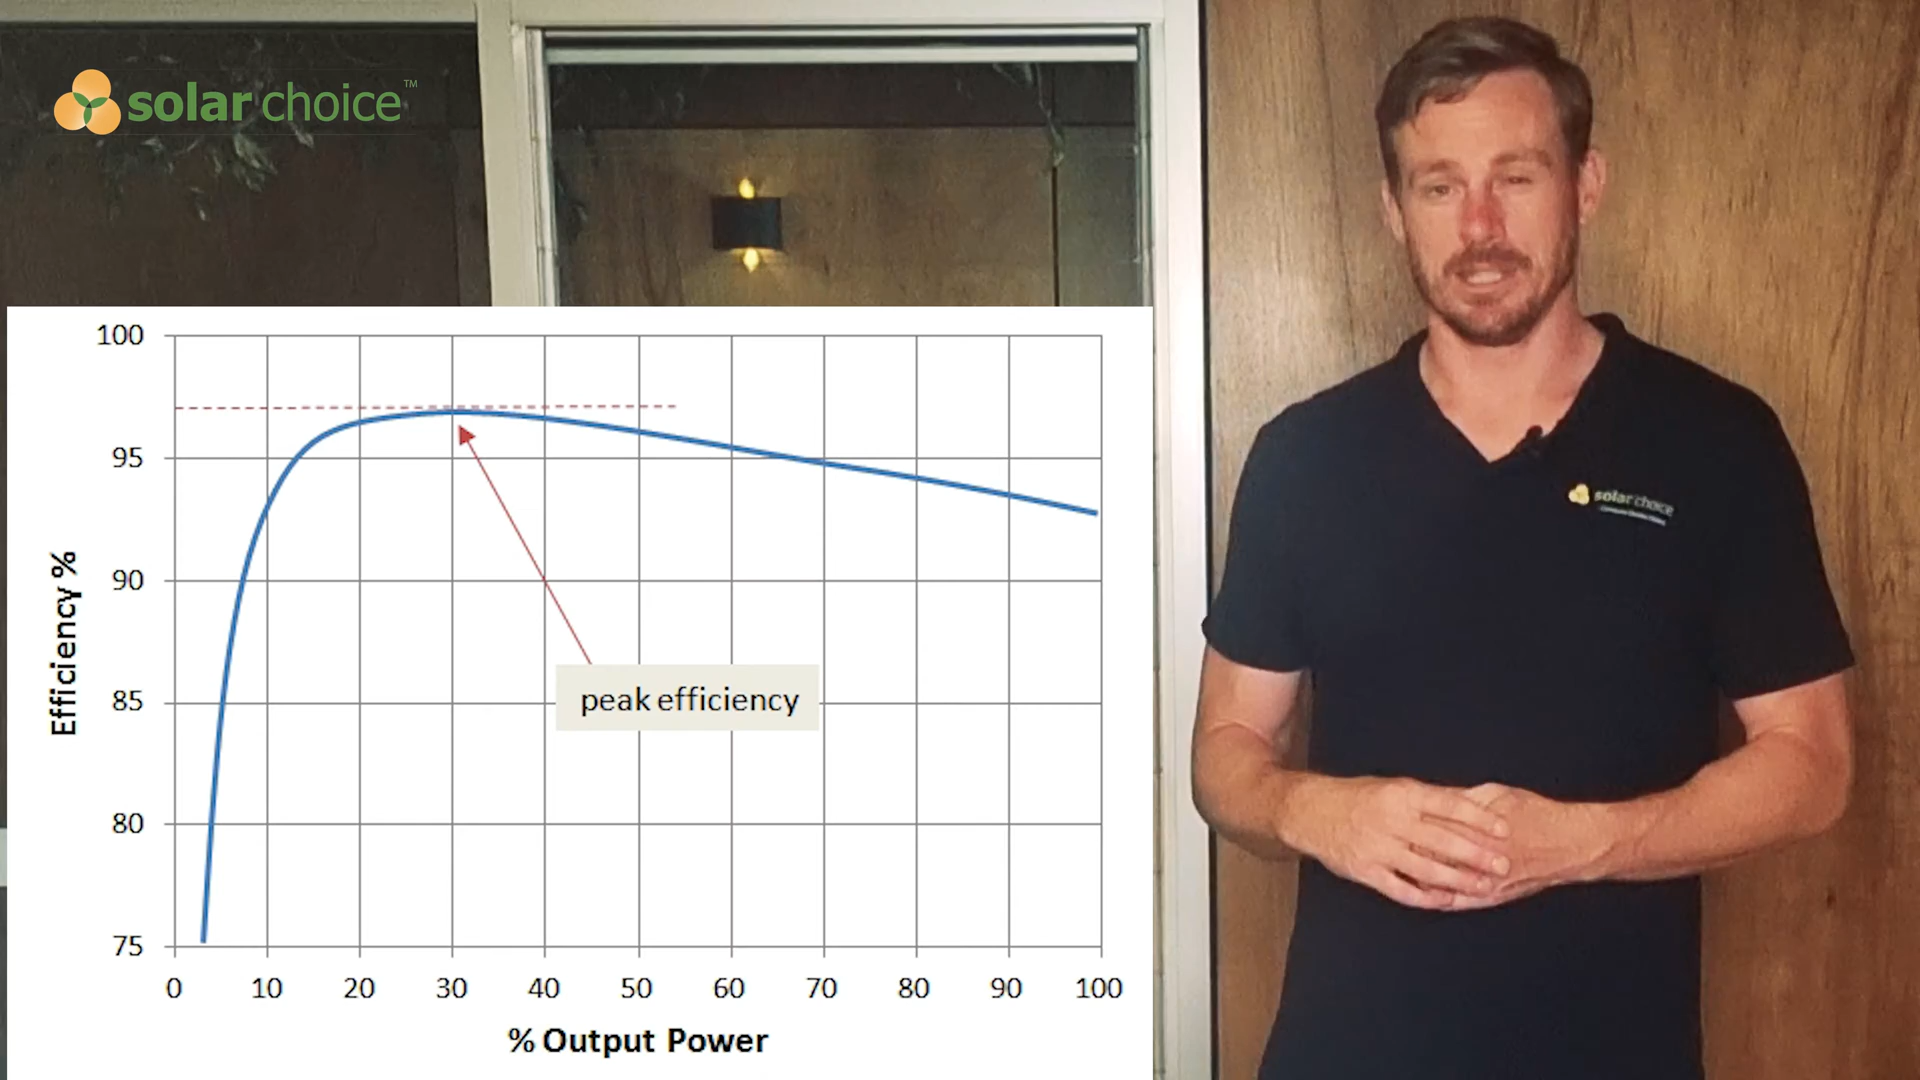 solar choice™
100
95
90
85
80
75
Efficiency %
peak efficiency
0 10 20 30 40 50 60 70 80 90 100
% Output Power
solar choice